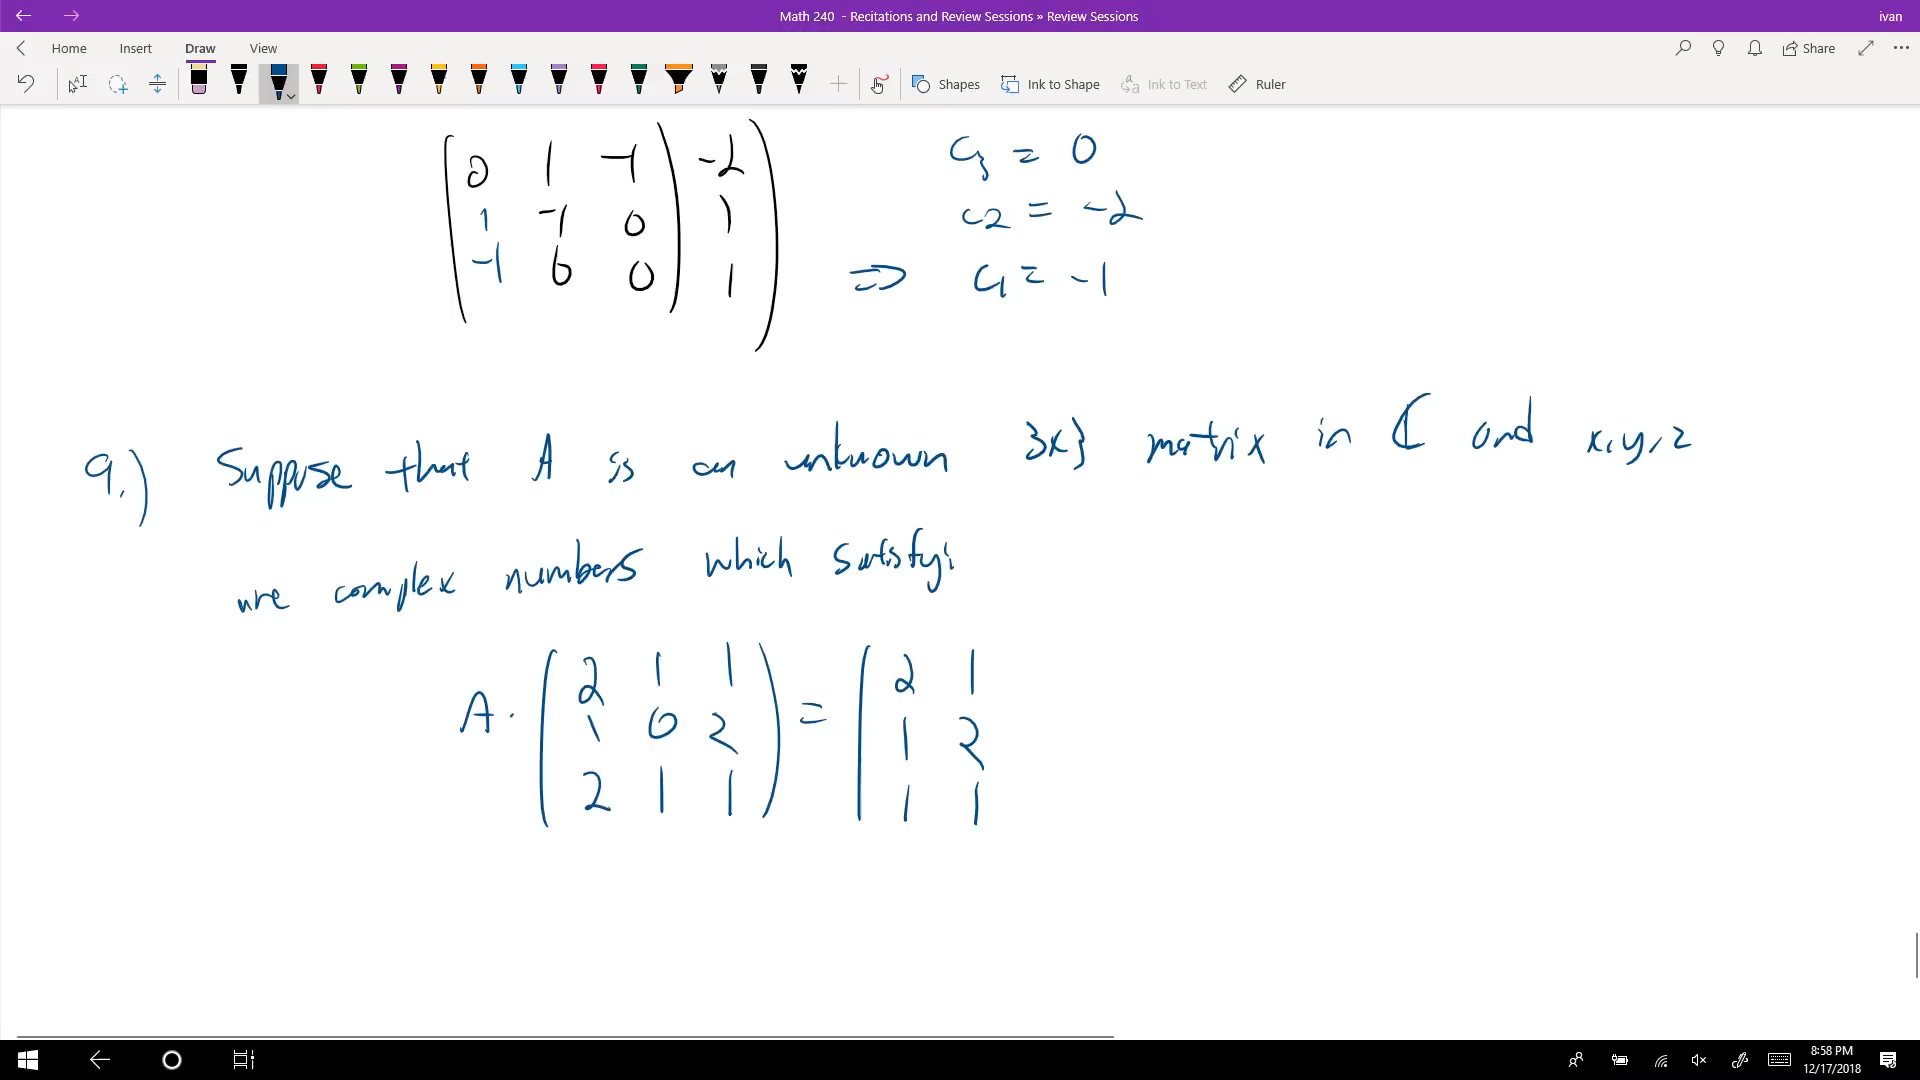 Math 240 - Recitations and Review Sessions » Review Sessions
ivan
Home Insert Draw View
Share
Shapes Ink to Shape Ink to Text Ruler
0 1 -1 -2
1 -1 0 1
-1 0 0 1
c3 = 0
c2 = -2
⇒ c1 = -1
9.) Suppose that A is an unknown 3x3 matrix in ℂ and x,y,z
are complex numbers which satisfy:
A · ( 2 1 1 ) = ( 2 1
1 0 2 1 2
2 1 1 1 1
8:58 PM
12/17/2018